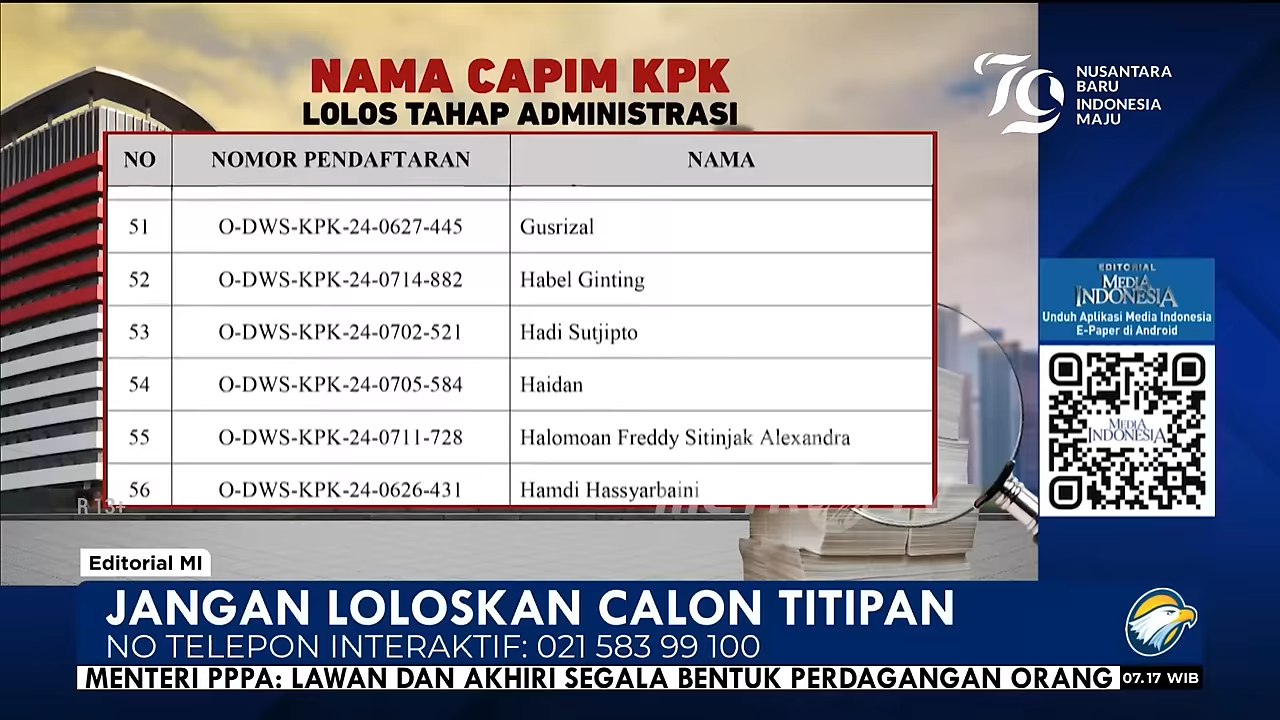 NAMA CAPIM KPK
LOLOS TAHAP ADMINISTRASI
NO NOMOR PENDAFTARAN NAMA
51 O-DWS-KPK-24-0627-445 Gusrizal
52 O-DWS-KPK-24-0714-882 Habel Ginting
53 O-DWS-KPK-24-0702-521 Hadi Sutjipto
54 O-DWS-KPK-24-0705-584 Haidan
55 O-DWS-KPK-24-0711-728 Halomoan Freddy Sitinjak Alexandra
56 O-DWS-KPK-24-0626-431 Hamdi Hassyarbaini
R 13+
79 NUSANTARA
BARU
INDONESIA
MAJU
EDITORIAL
MEDIA
INDONESIA
Unduh Aplikasi Media Indonesia
E-Paper di Android
MEDIA
INDONESIA
Editorial MI
JANGAN LOLOSKAN CALON TITIPAN
NO TELEPON INTERAKTIF: 021 583 99 100
MENTERI PPPA: LAWAN DAN AKHIRI SEGALA BENTUK PERDAGANGAN ORANG 07.17 WIB